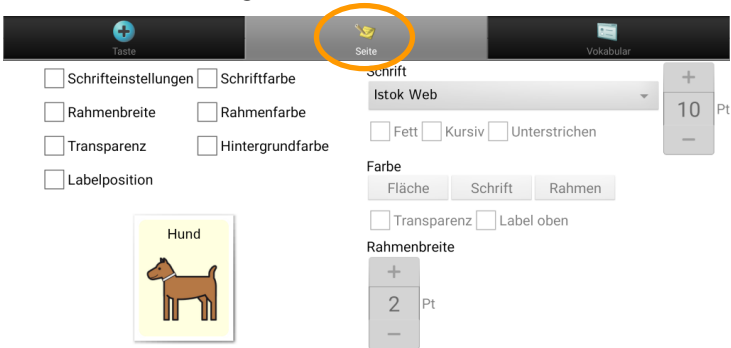 Taste
Seite
Vokabular
Schrifteinstellungen Schriftfarbe
Rahmenbreite Rahmenfarbe
Transparenz Hintergrundfarbe
Labelposition
Hund
Schrift
Istok Web
+
10 Pt
−
Fett Kursiv Unterstrichen
Farbe
Fläche Schrift Rahmen
Transparenz Label oben
Rahmenbreite
+
2 Pt
−